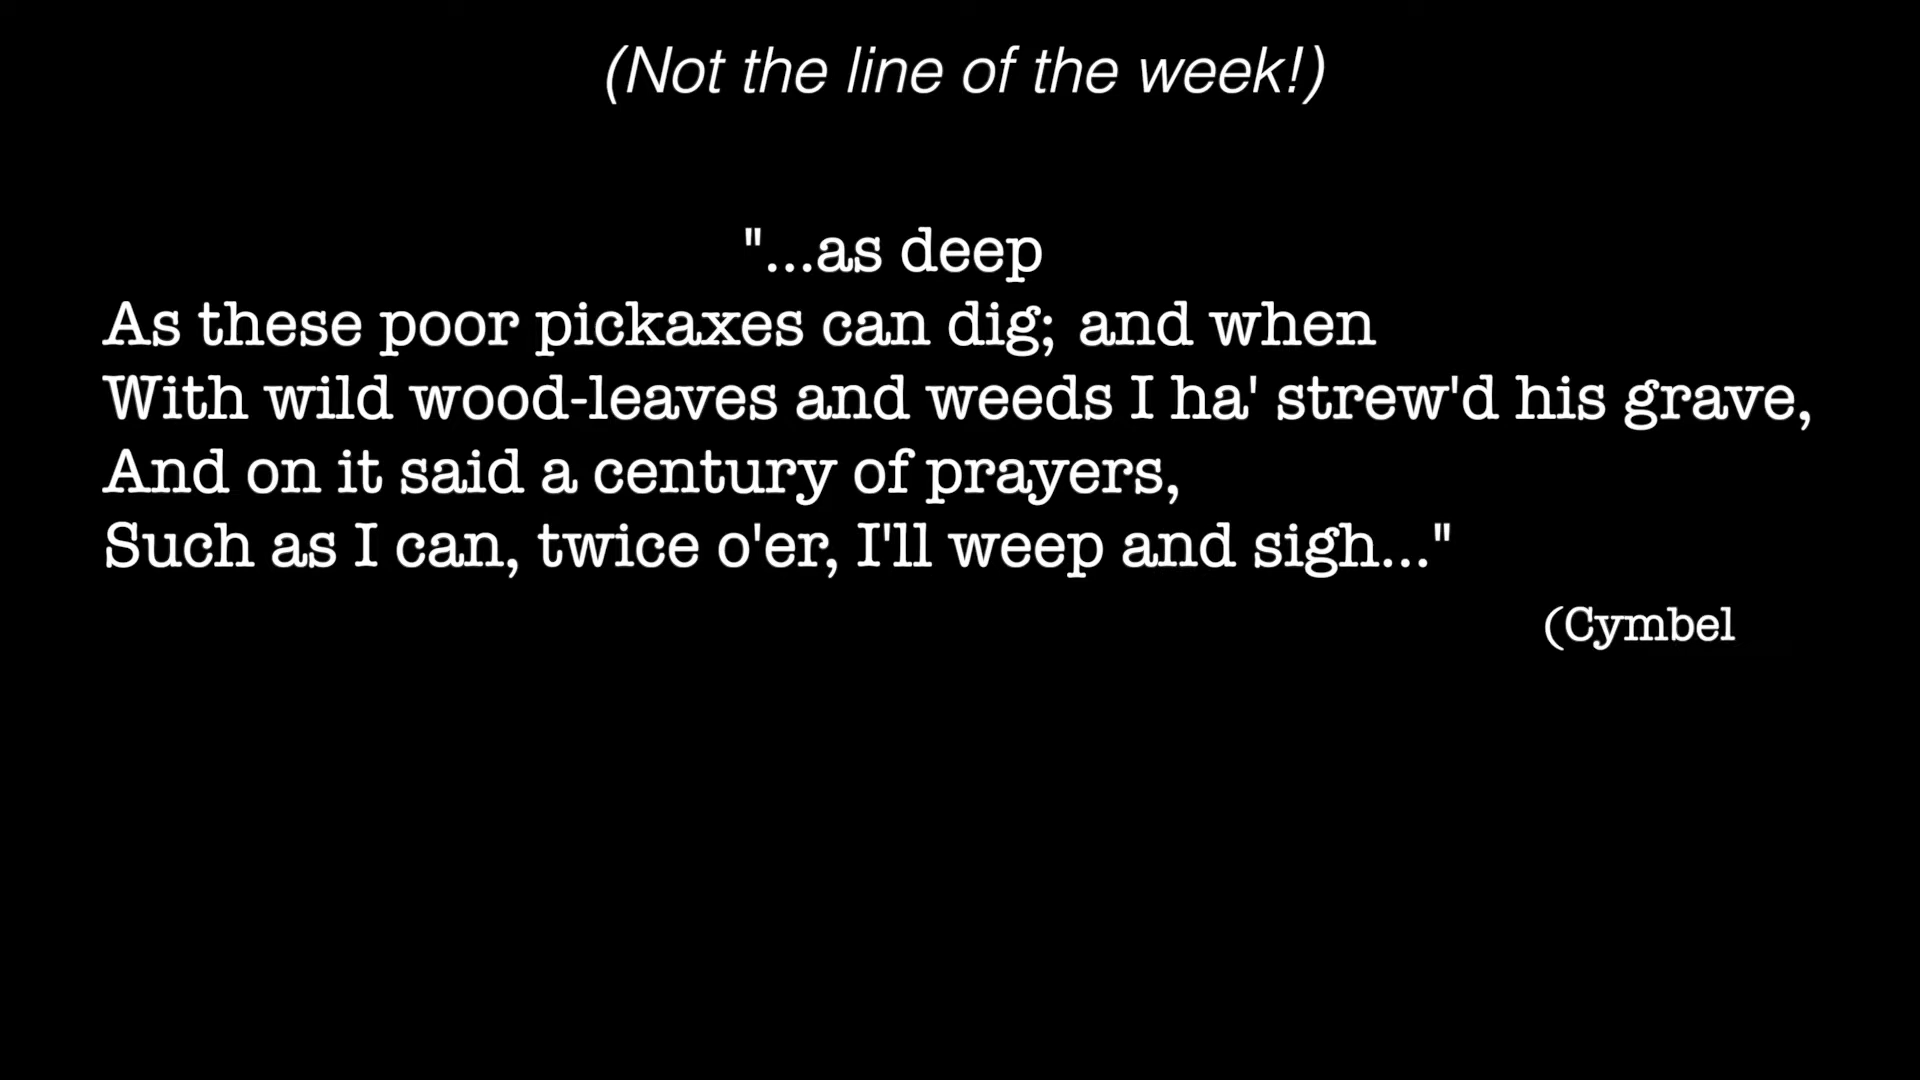 (Not the line of the week!)
"...as deep
As these poor pickaxes can dig; and when
With wild wood-leaves and weeds I ha' strew'd his grave,
And on it said a century of prayers,
Such as I can, twice o'er, I'll weep and sigh..."
(Cymbel